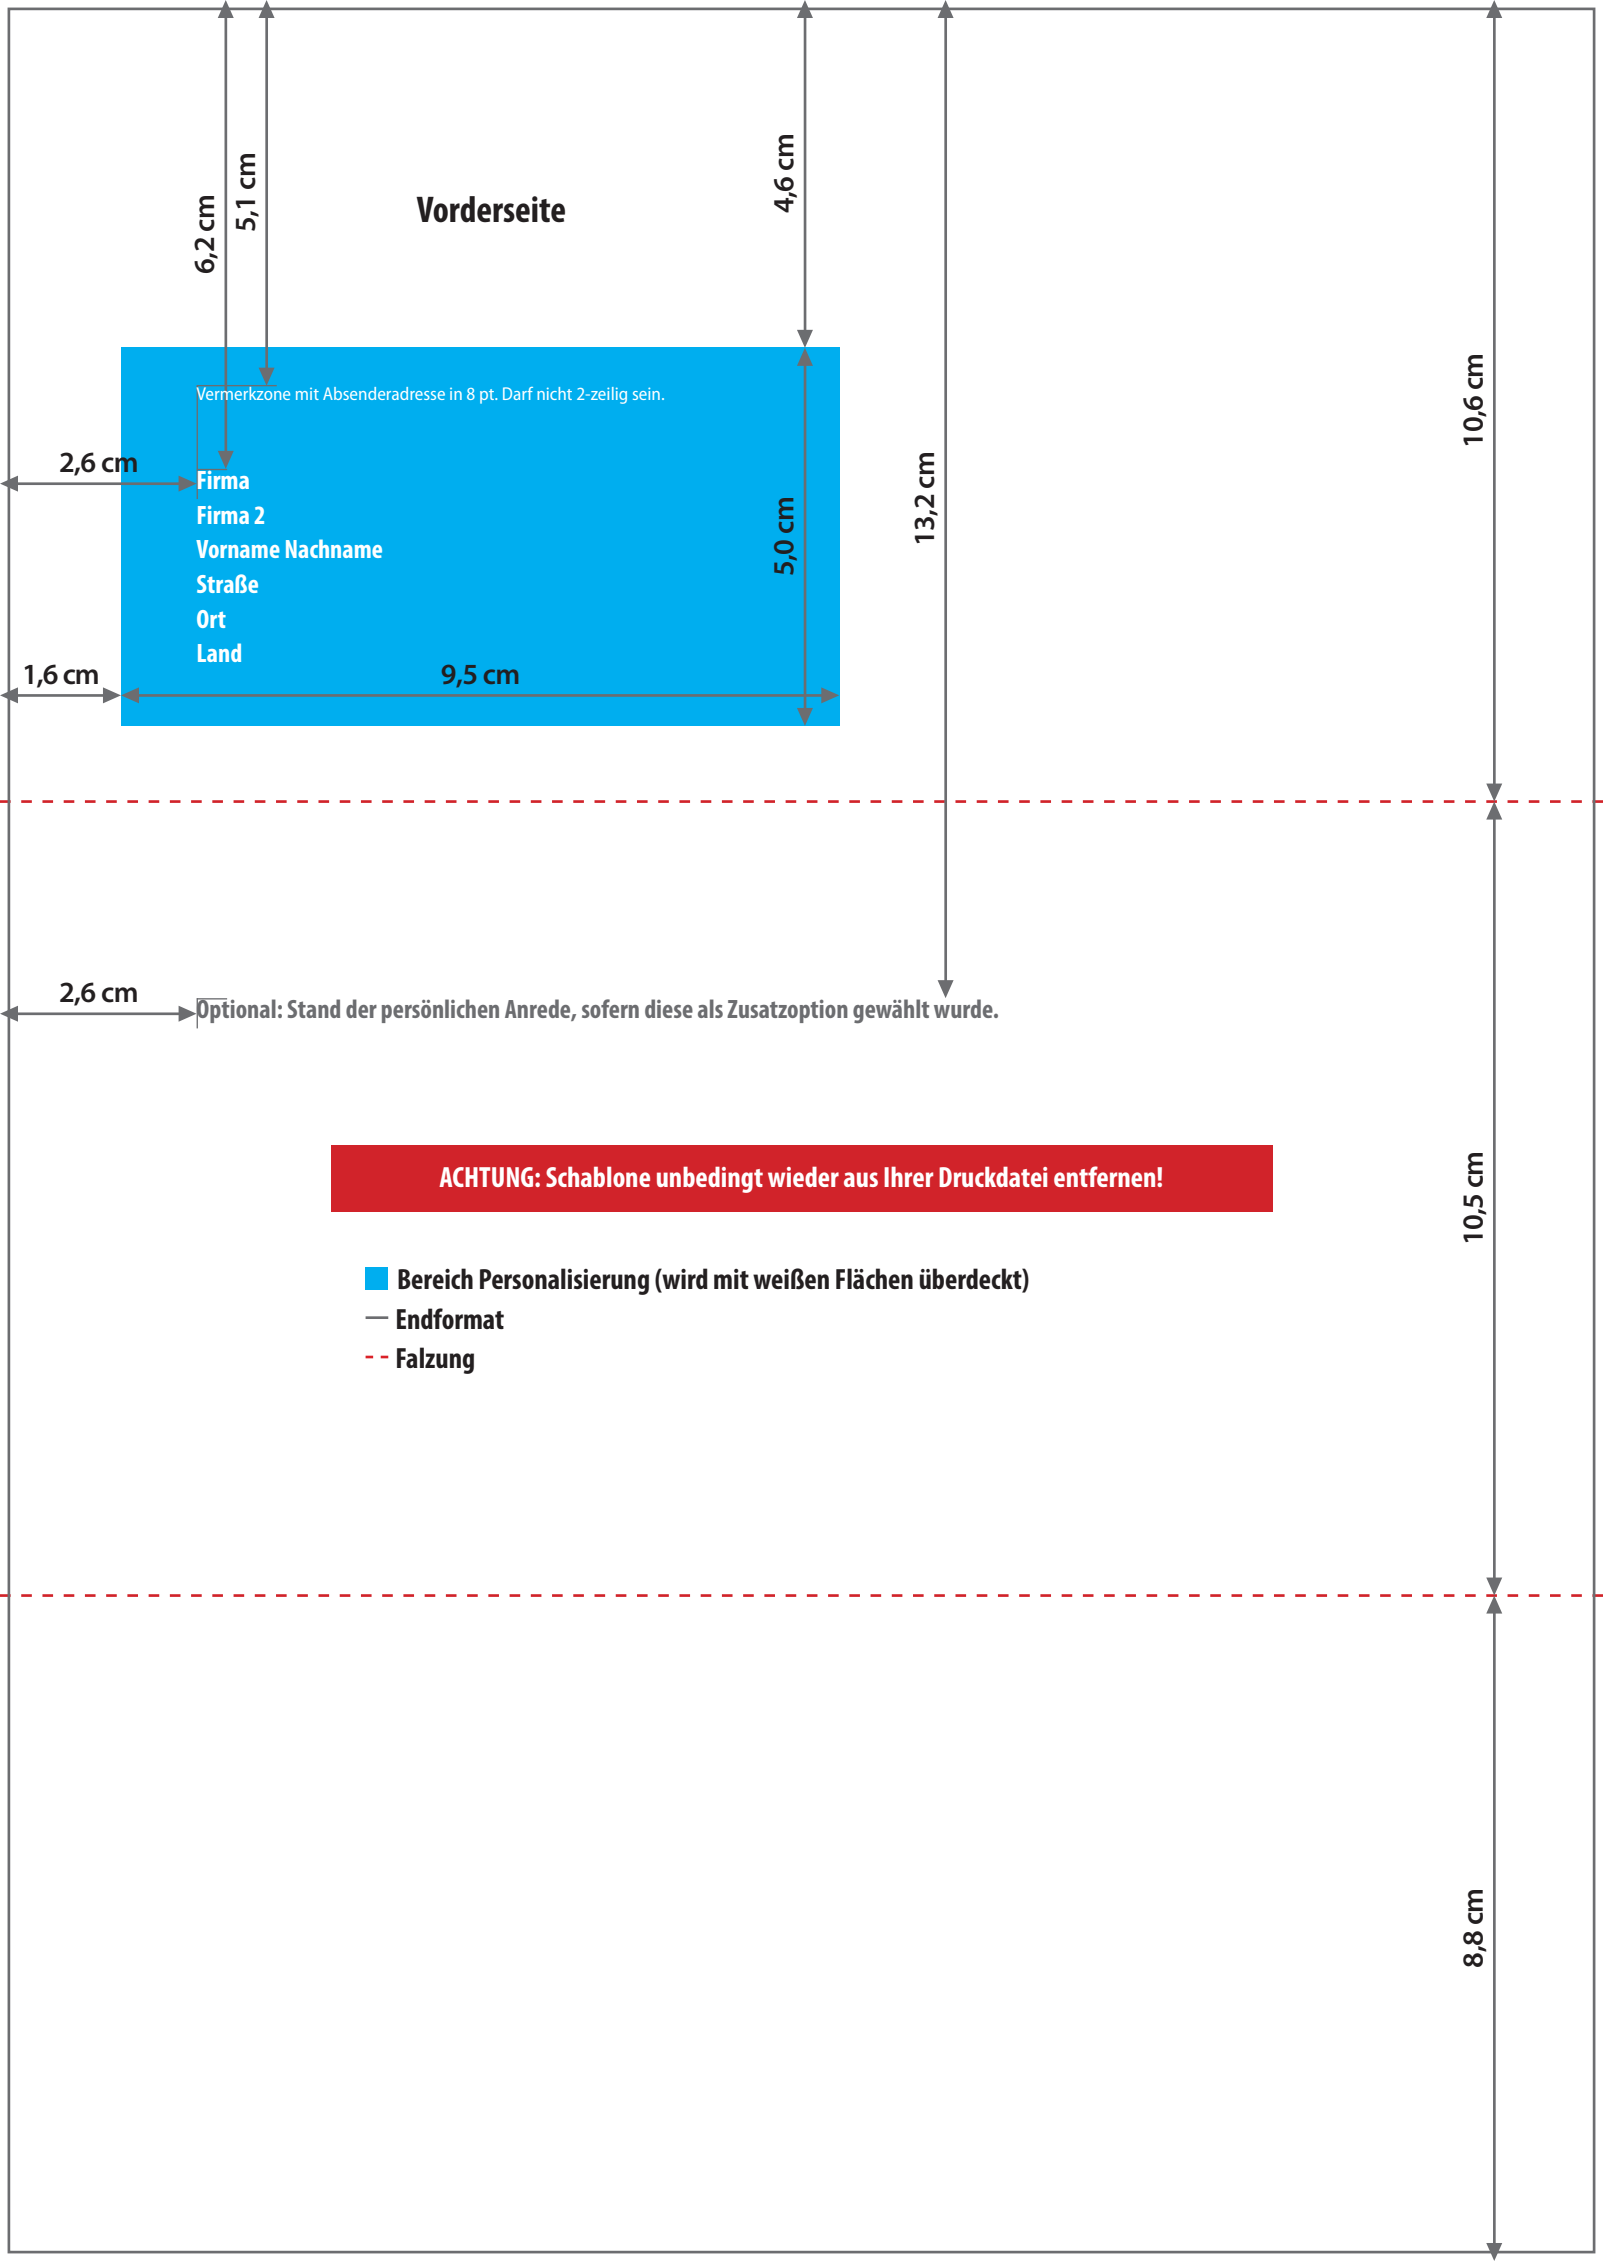 6,2 cm
5,1 cm
Vorderseite
4,6 cm
10,6 cm
Vermerkzone mit Absenderadresse in 8 pt. Darf nicht 2-zeilig sein.
2,6 cm
Firma
Firma 2
Vorname Nachname
Straße
Ort
Land
5,0 cm
13,2 cm
1,6 cm
9,5 cm
2,6 cm
Optional: Stand der persönlichen Anrede, sofern diese als Zusatzoption gewählt wurde.
ACHTUNG: Schablone unbedingt wieder aus Ihrer Druckdatei entfernen!
10,5 cm
Bereich Personalisierung (wird mit weißen Flächen überdeckt)
Endformat
Falzung
8,8 cm